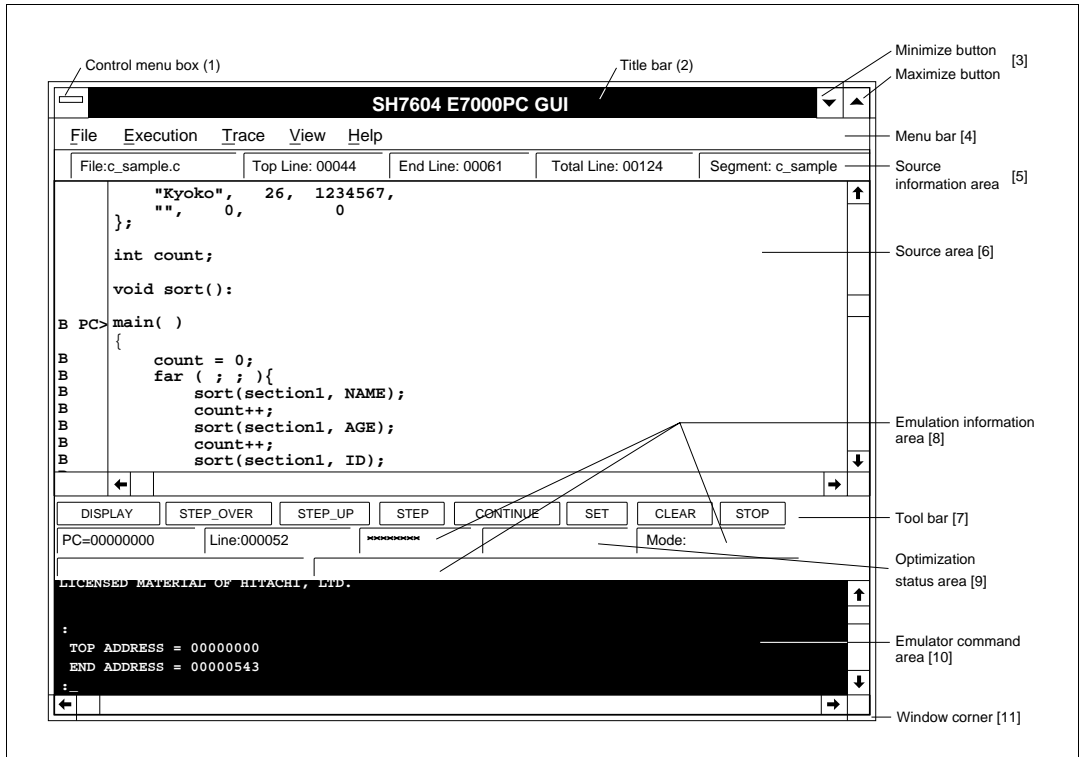 Control menu box (1)
Title bar (2)
Minimize button
[3]
Maximize button
SH7604 E7000PC GUI
File Execution Trace View Help
Menu bar [4]
File:c_sample.c Top Line: 00044 End Line: 00061 Total Line: 00124 Segment: c_sample
Source
information area
[5]
"Kyoko", 26, 1234567,
"", 0, 0
};
int count;
Source area [6]
void sort():
B PC> main( )
{
B count = 0;
B far ( ; ; ){
B sort(section1, NAME);
B count++;
B sort(section1, AGE);
B count++;
B sort(section1, ID);
Emulation information
area [8]
DISPLAY STEP_OVER STEP_UP STEP CONTINUE SET CLEAR STOP
Tool bar [7]
PC=00000000 Line:000052 ******** Mode:
Optimization
status area [9]
LICENSED MATERIAL OF HITACHI, LTD.
:
TOP ADDRESS = 00000000
END ADDRESS = 00000543
:_
Emulator command
area [10]
Window corner [11]